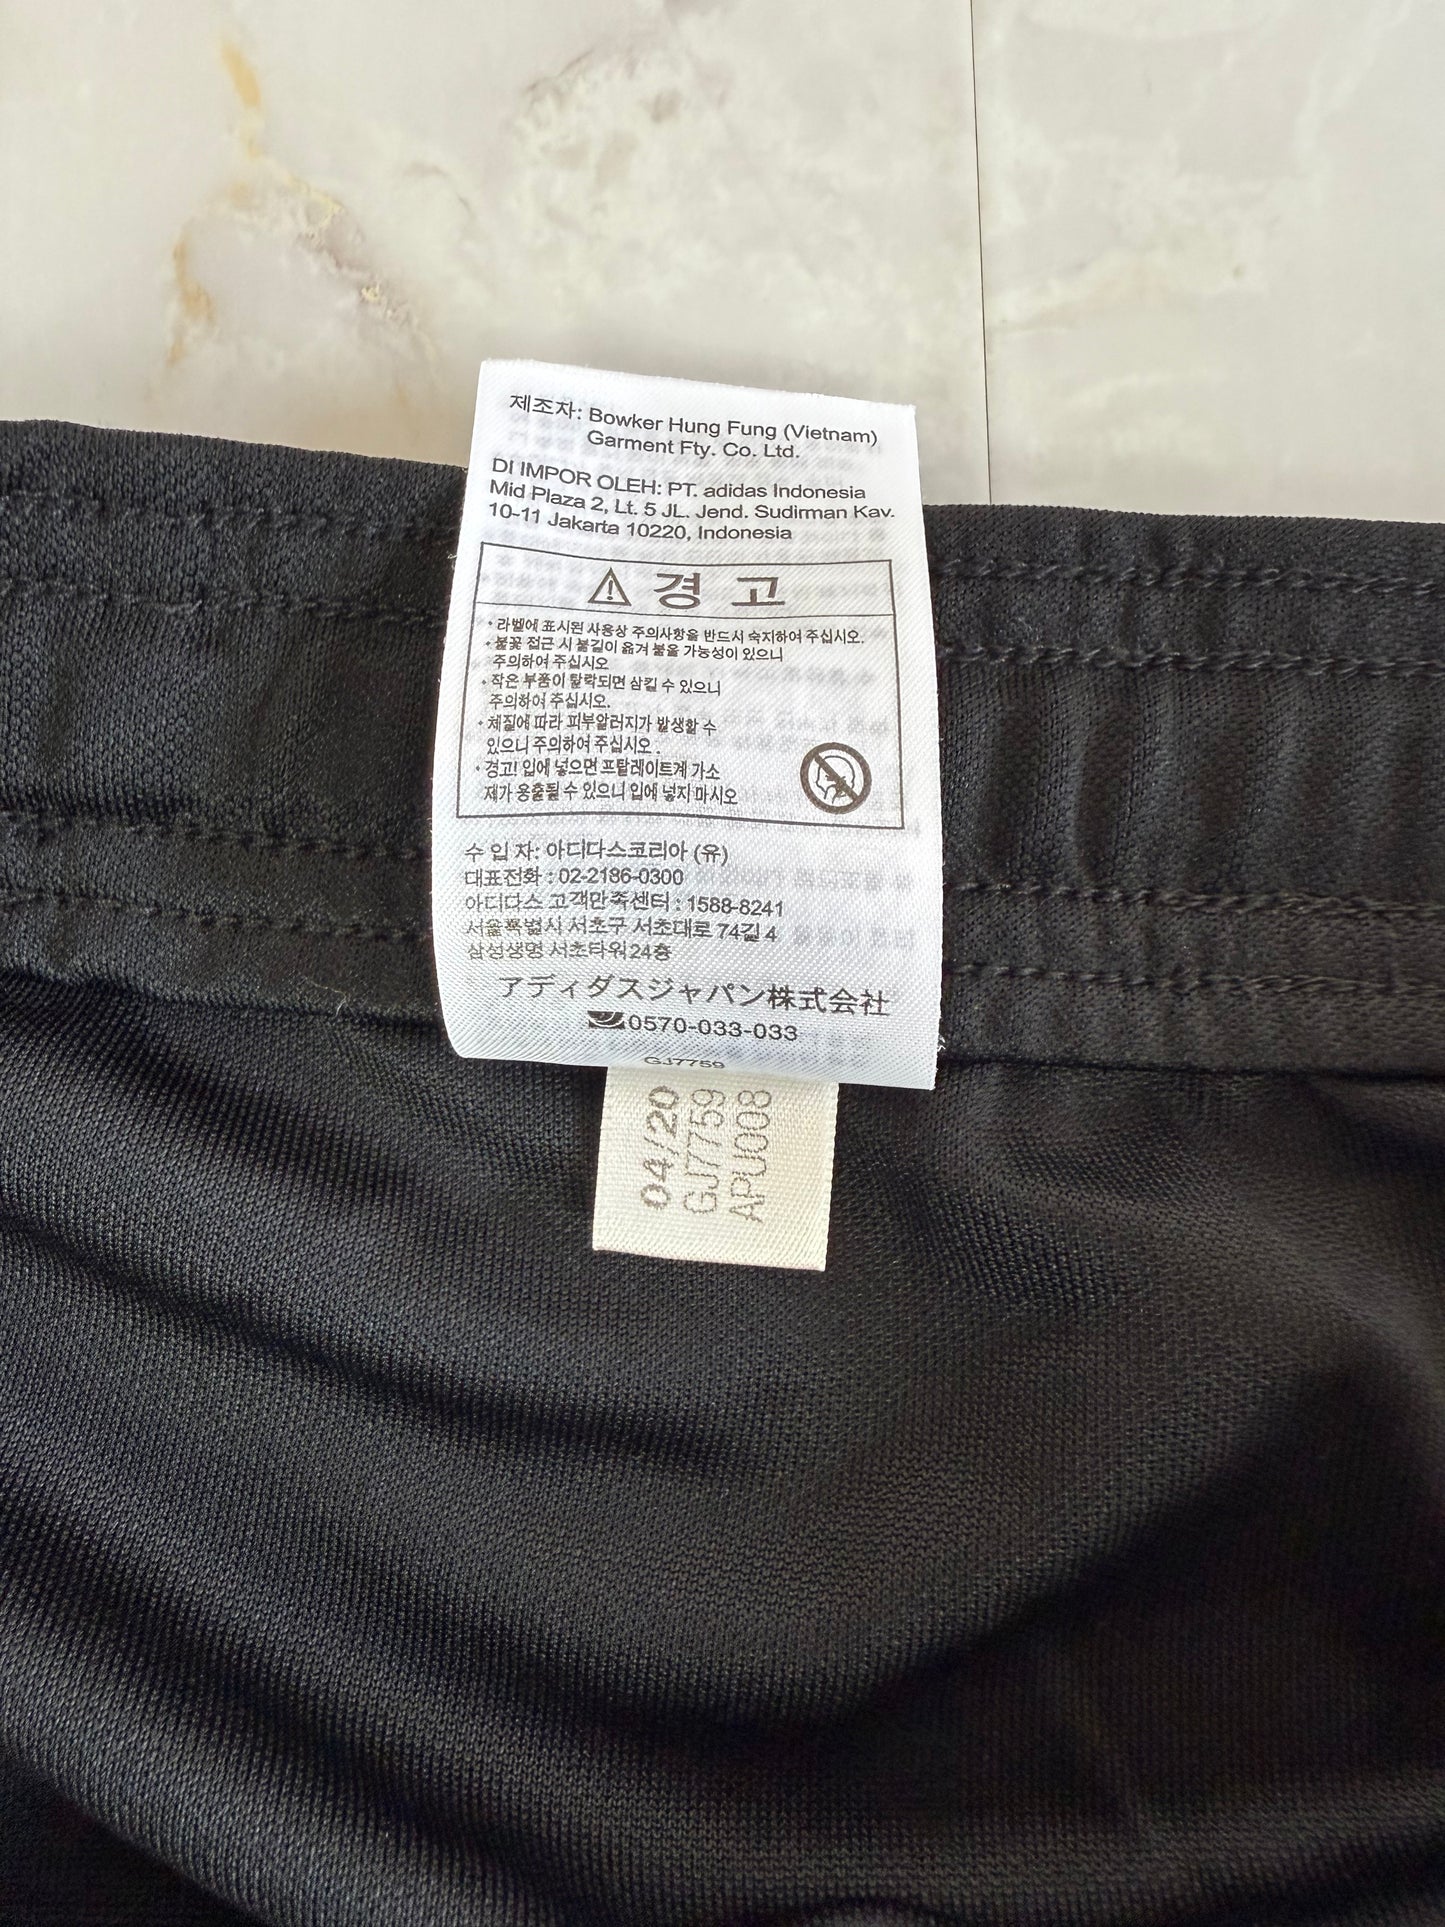 제조자: Bowker Hung Fung (Vietnam)
Garment Fty. Co. Ltd.
DI IMPOR OLEH: PT. adidas Indonesia
Mid Plaza 2, Lt. 5 JL. Jend. Sudirman Kav.
10-11 Jakarta 10220, Indonesia
경 고
• 라벨에 표시된 사용상 주의사항을 반드시 숙지하여 주십시오.
• 불꽃 접근 시 불길이 옮겨 붙을 가능성이 있으니
주의하여 주십시오
• 작은 부품이 탈락되면 삼킬 수 있으니
주의하여 주십시오.
• 체질에 따라 피부알러지가 발생할 수
있으니 주의하여 주십시오 .
• 경고! 입에 넣으면 프탈레이트계 가소
제가 용출될 수 있으니 입에 넣지 마시오
수 입 자: 아디다스코리아 (유)
대표전화 : 02-2186-0300
아디다스 고객만족센터 : 1588-8241
서울특별시 서초구 서초대로 74길 4
삼성생명 서초타워24층
アディダスジャパン株式会社
0570-033-033
GJ7759
04/20
GJ7759
APU008